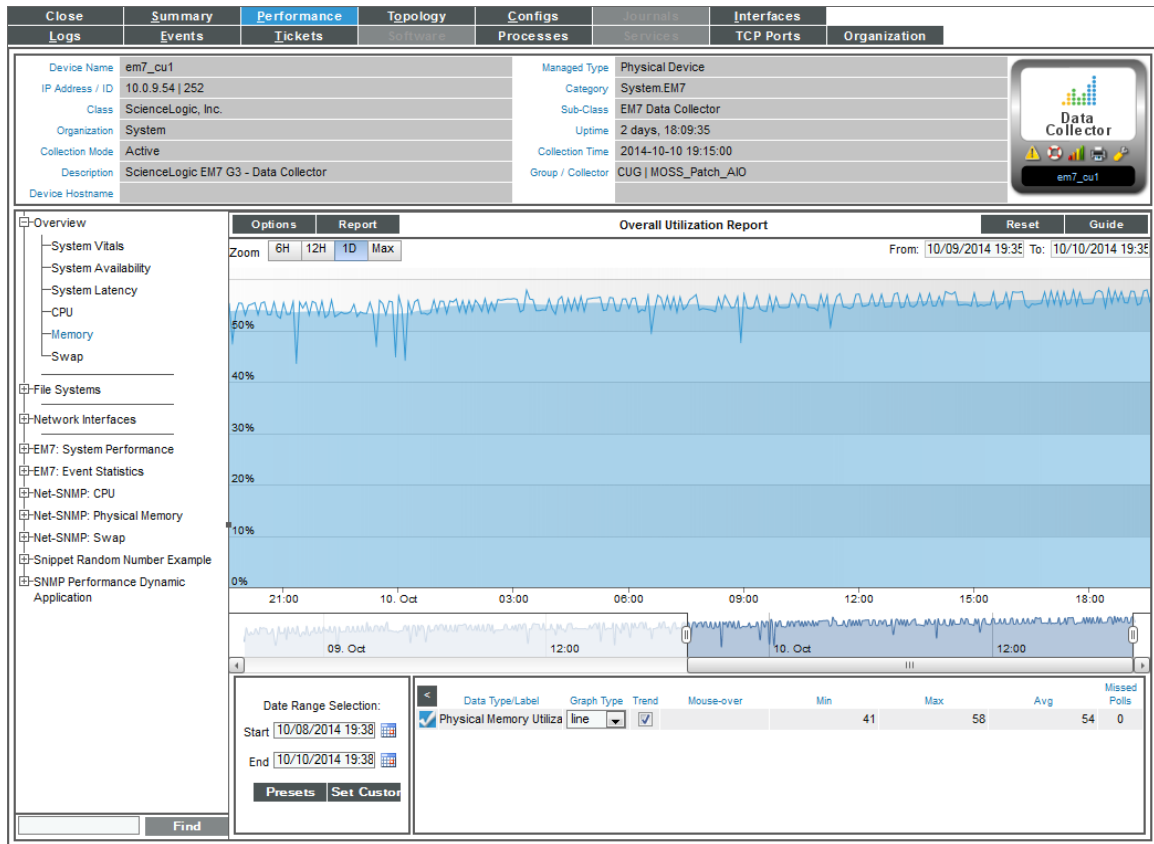 Close Summary Performance Topology Configs Journals Interfaces
Logs Events Tickets Software Processes Services TCP Ports Organization
Device Name em7_cu1 Managed Type Physical Device
IP Address / ID 10.0.9.54 | 252 Category System.EM7
Class ScienceLogic, Inc. Sub-Class EM7 Data Collector
Organization System Uptime 2 days, 18:09:35
Collection Mode Active Collection Time 2014-10-10 19:15:00
Description ScienceLogic EM7 G3 - Data Collector Group / Collector CUG | MOSS_Patch_AIO
Device Hostname
Data
Collector
em7_cu1
Overview
System Vitals
System Availability
System Latency
CPU
Memory
Swap
File Systems
Network Interfaces
EM7: System Performance
EM7: Event Statistics
Net-SNMP: CPU
Net-SNMP: Physical Memory
Net-SNMP: Swap
Snippet Random Number Example
SNMP Performance Dynamic
Application
Find
Options Report Overall Utilization Report Reset Guide
Zoom 6H 12H 1D Max From: 10/09/2014 19:35 To: 10/10/2014 19:35
50%
40%
30%
20%
10%
0%
21:00 10. Oct 03:00 06:00 09:00 12:00 15:00 18:00
09. Oct 12:00 10. Oct 12:00
Date Range Selection:
Start 10/08/2014 19:38
End 10/10/2014 19:38
Presets Set Custor
< Data Type/Label Graph Type Trend Mouse-over Min Max Avg Missed Polls
Physical Memory Utiliza line 41 58 54 0